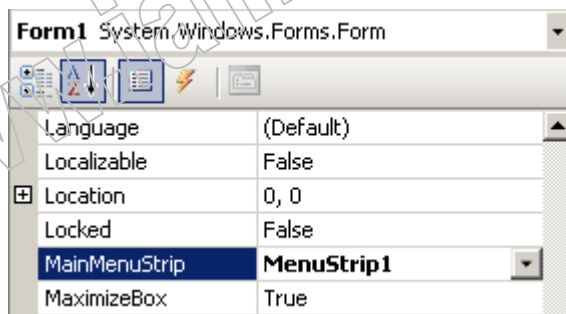 Form1 System.Windows.Forms.Form
Language (Default)
Localizable False
Location 0, 0
Locked False
MainMenuStrip MenuStrip1
MaximizeBox True